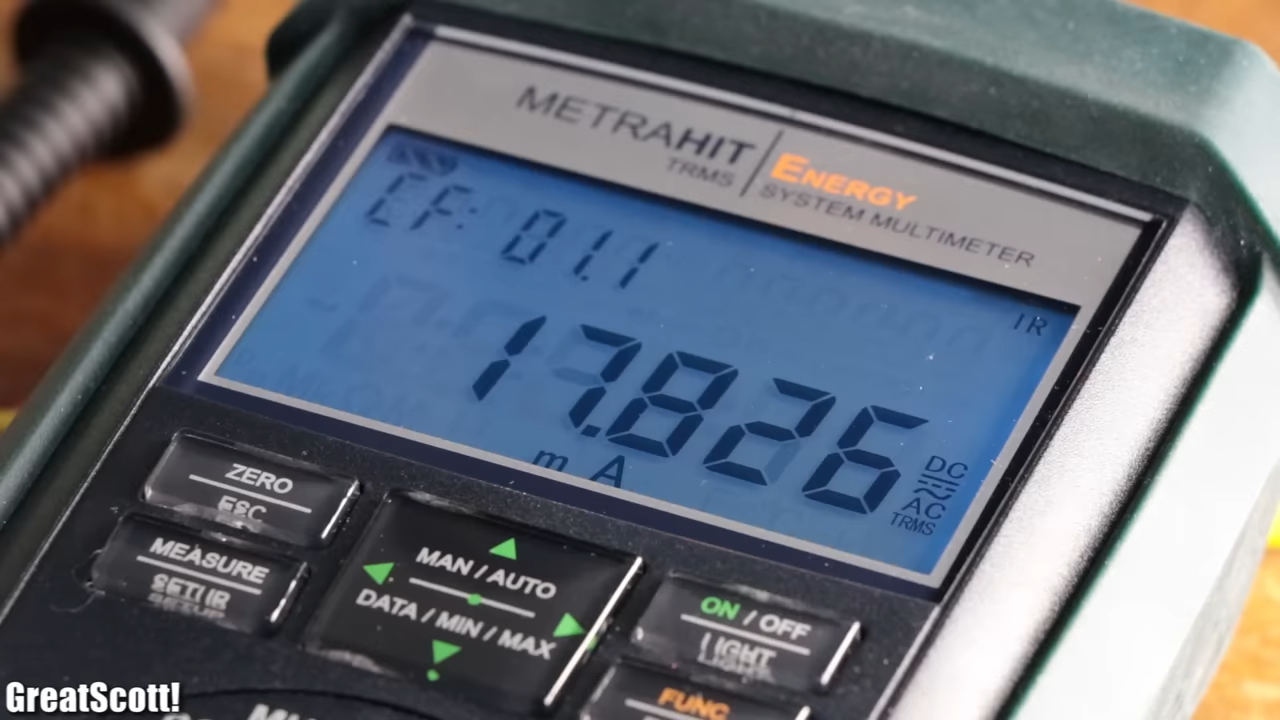 METRAHIT
TRMS
ENERGY
SYSTEM MULTIMETER
CF: 01.1
IR
17.826
mA
DC
AC
TRMS
ZERO
ESC
MEASURE
SETUP
MAN / AUTO
DATA / MIN / MAX
ON / OFF
LIGHT
FUNC
GreatScott!